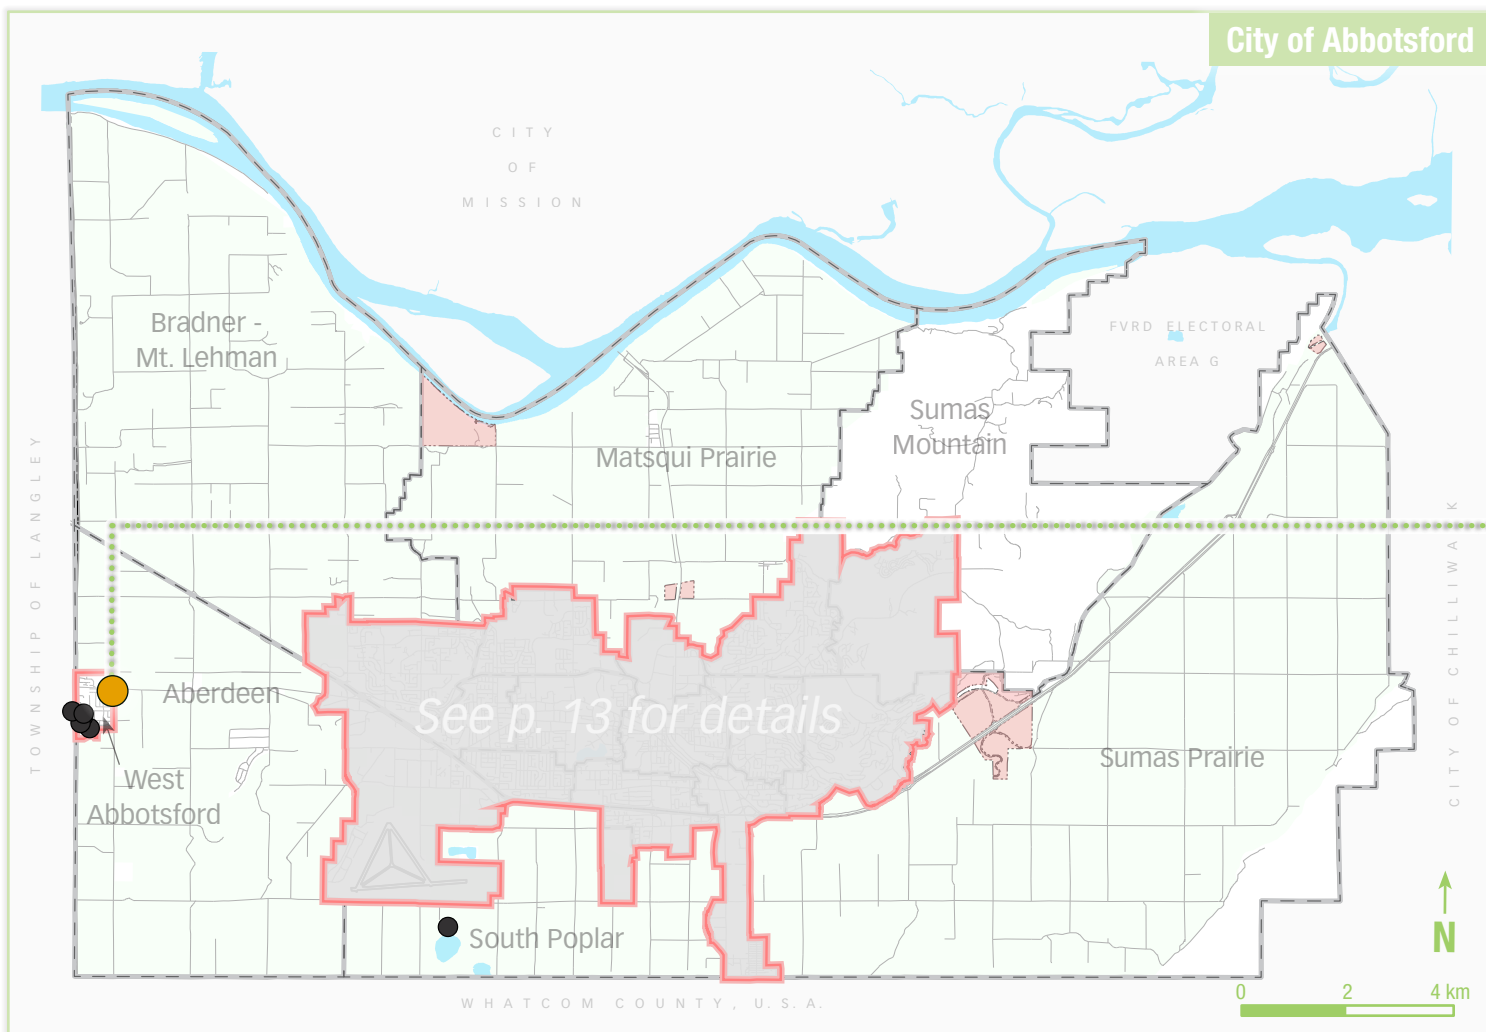 City of Abbotsford
CITY
OF
MISSION
Bradner -
Mt. Lehman
FVRD ELECTORAL
AREA G
Sumas
Mountain
Matsqui Prairie
TOWNSHIP OF LANGLEY
CITY OF CHILLIWACK
Aberdeen
See p. 13 for details
Sumas Prairie
West
Abbotsford
South Poplar
N
WHATCOM COUNTY, U.S.A.
0 2 4 km